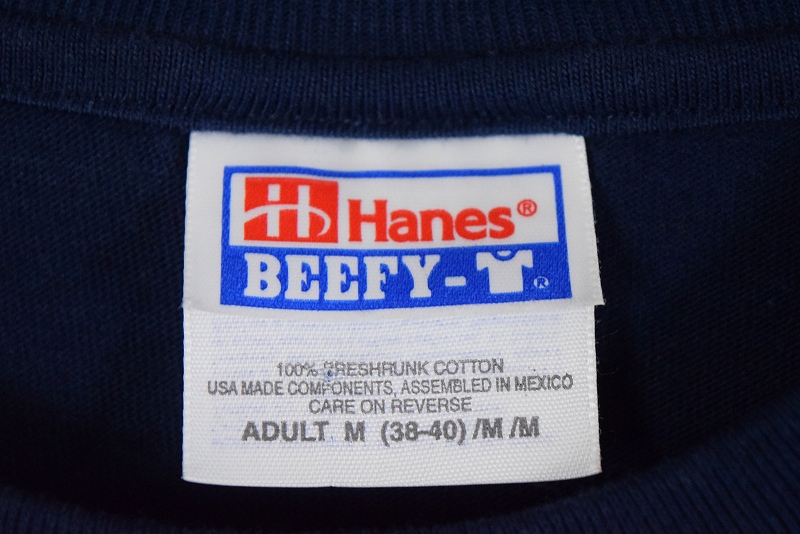 Hanes®
BEEFY-T®
100% PRESHRUNK COTTON
USA MADE COMPONENTS, ASSEMBLED IN MEXICO
CARE ON REVERSE
ADULT M (38-40) /M /M